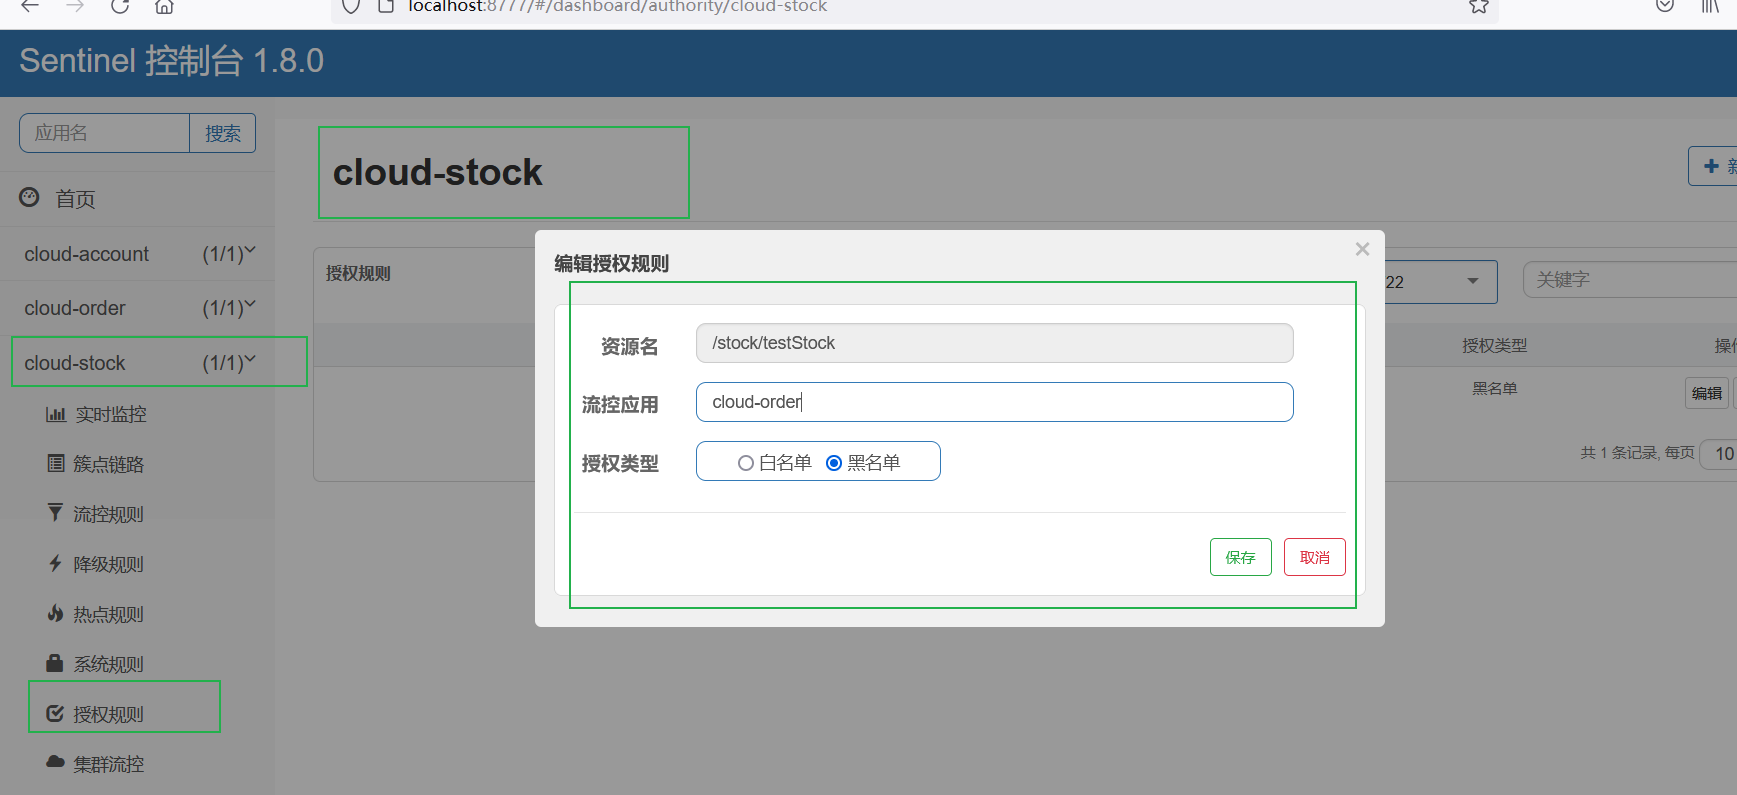 localhost:8777/#/dashboard/authority/cloud-stock
Sentinel 控制台 1.8.0
应用名 搜索
首页
cloud-account (1/1)
cloud-order (1/1)
cloud-stock (1/1)
实时监控
簇点链路
流控规则
降级规则
热点规则
系统规则
授权规则
集群流控
cloud-stock
新
授权规则
22
关键字
授权类型 操作
黑名单 编辑
共 1 条记录, 每页 10
编辑授权规则
资源名 /stock/testStock
流控应用 cloud-order
授权类型 白名单 黑名单
保存 取消